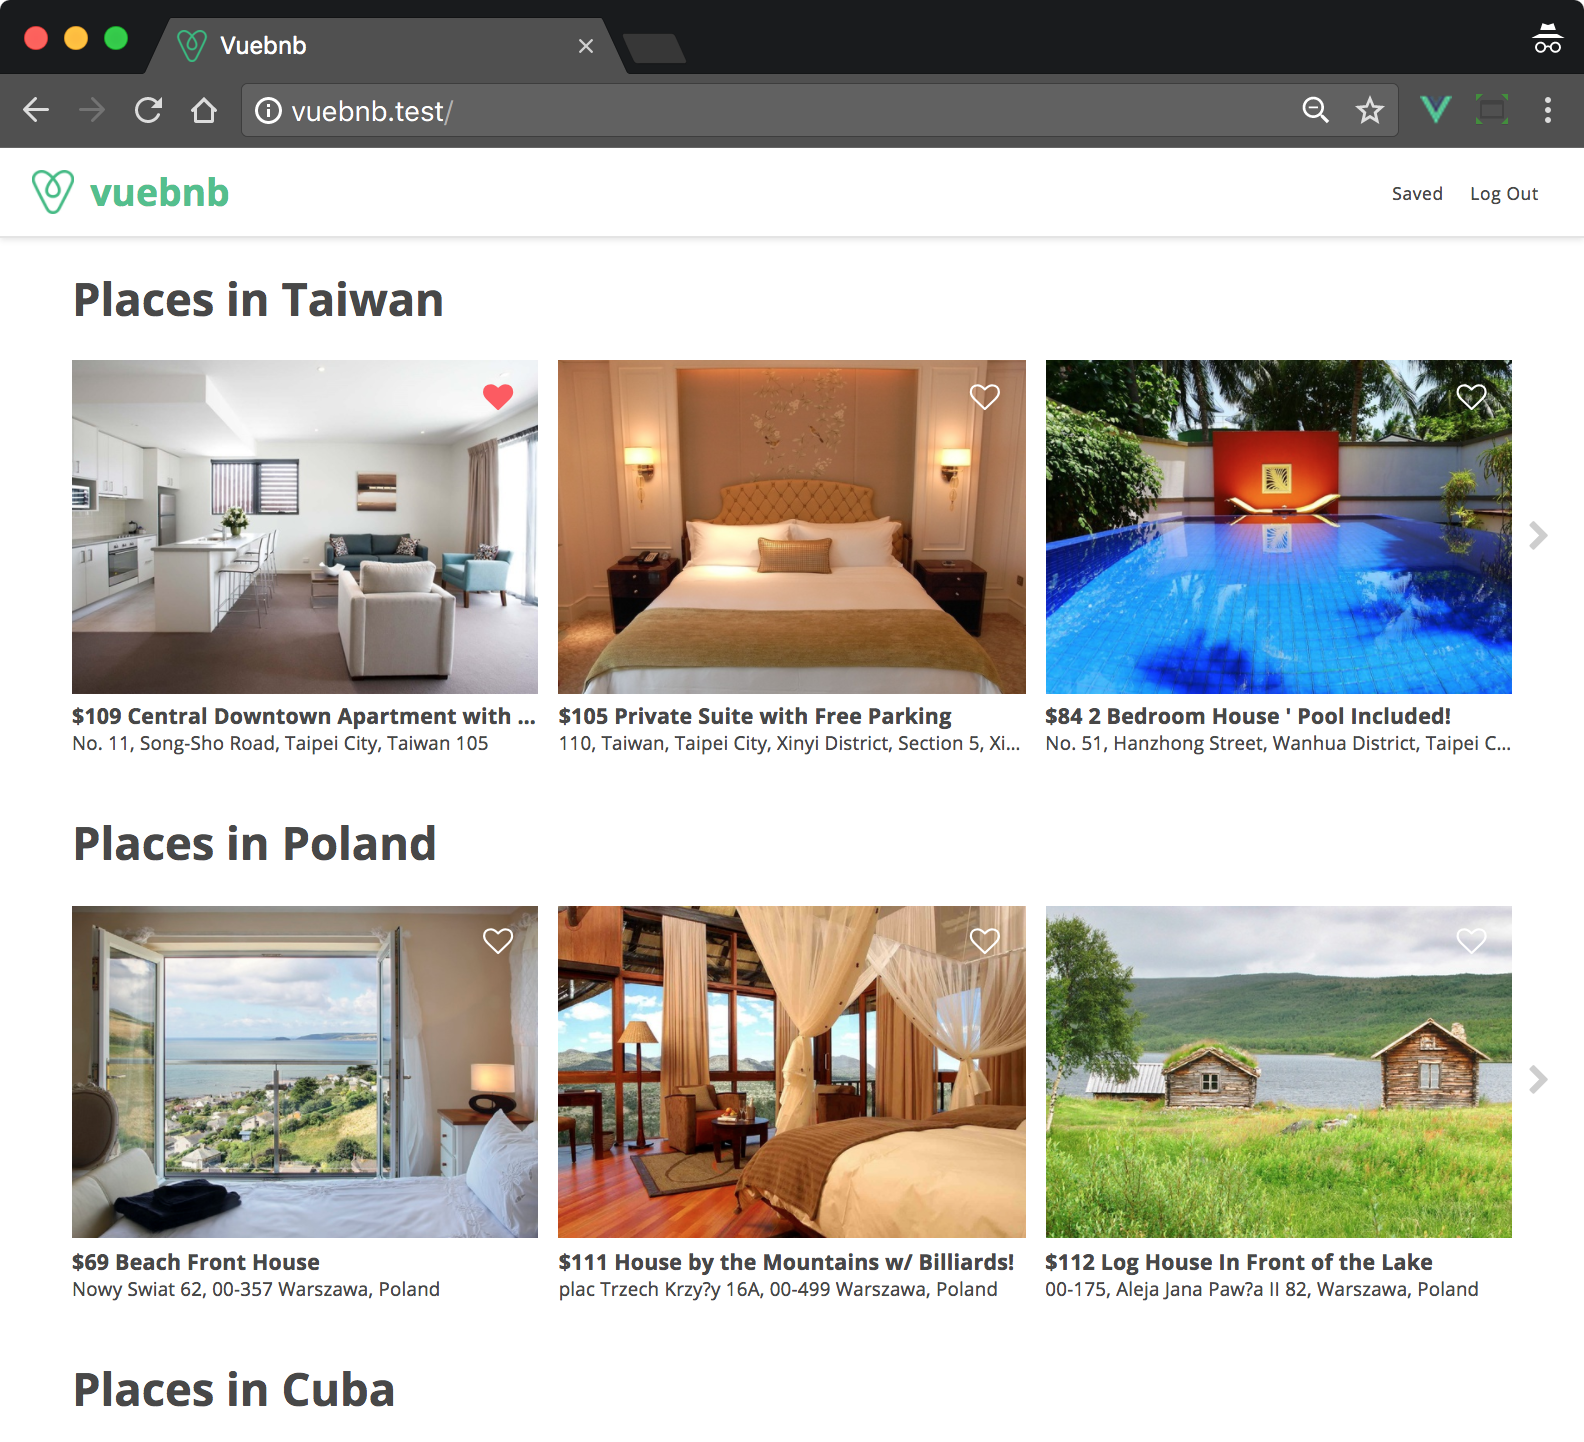 Vuebnb
vuebnb.test/
vuebnb
Saved
Log Out
Places in Taiwan
$109 Central Downtown Apartment with ...
No. 11, Song-Sho Road, Taipei City, Taiwan 105
$105 Private Suite with Free Parking
110, Taiwan, Taipei City, Xinyi District, Section 5, Xi...
$84 2 Bedroom House ' Pool Included!
No. 51, Hanzhong Street, Wanhua District, Taipei C...
Places in Poland
$69 Beach Front House
Nowy Swiat 62, 00-357 Warszawa, Poland
$111 House by the Mountains w/ Billiards!
plac Trzech Krzy?y 16A, 00-499 Warszawa, Poland
$112 Log House In Front of the Lake
00-175, Aleja Jana Paw?a II 82, Warszawa, Poland
Places in Cuba